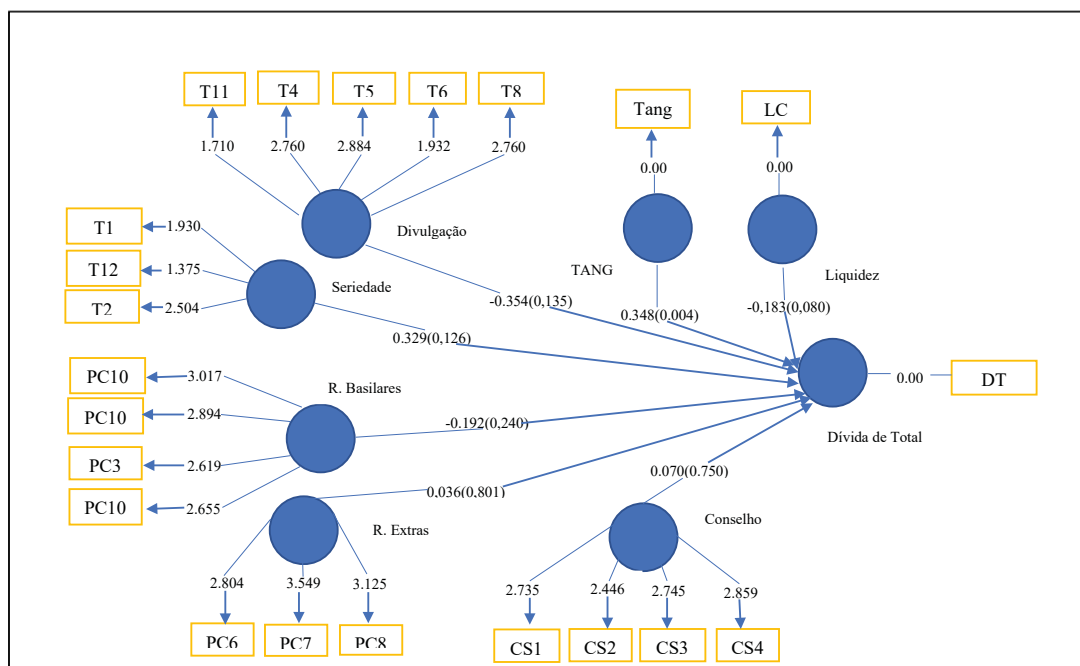 T11
T4
T5
T6
T8
Tang
LC
1.710
2.760
2.884
1.932
2.760
0.00
0.00
T1
1.930
Divulgação
T12
1.375
TANG
Liquidez
T2
2.504
Seriedade
-0.354(0,135)
0.348(0,004)
-0,183(0,080)
0.329(0,126)
PC10
3.017
R. Basilares
0.00
DT
PC10
2.894
-0.192(0,240)
Dívida de Total
PC3
2.619
0.070(0.750)
PC10
2.655
0,036(0,801)
R. Extras
Conselho
2.804
3.549
3.125
2.735
2.446
2.745
2.859
PC6
PC7
PC8
CS1
CS2
CS3
CS4